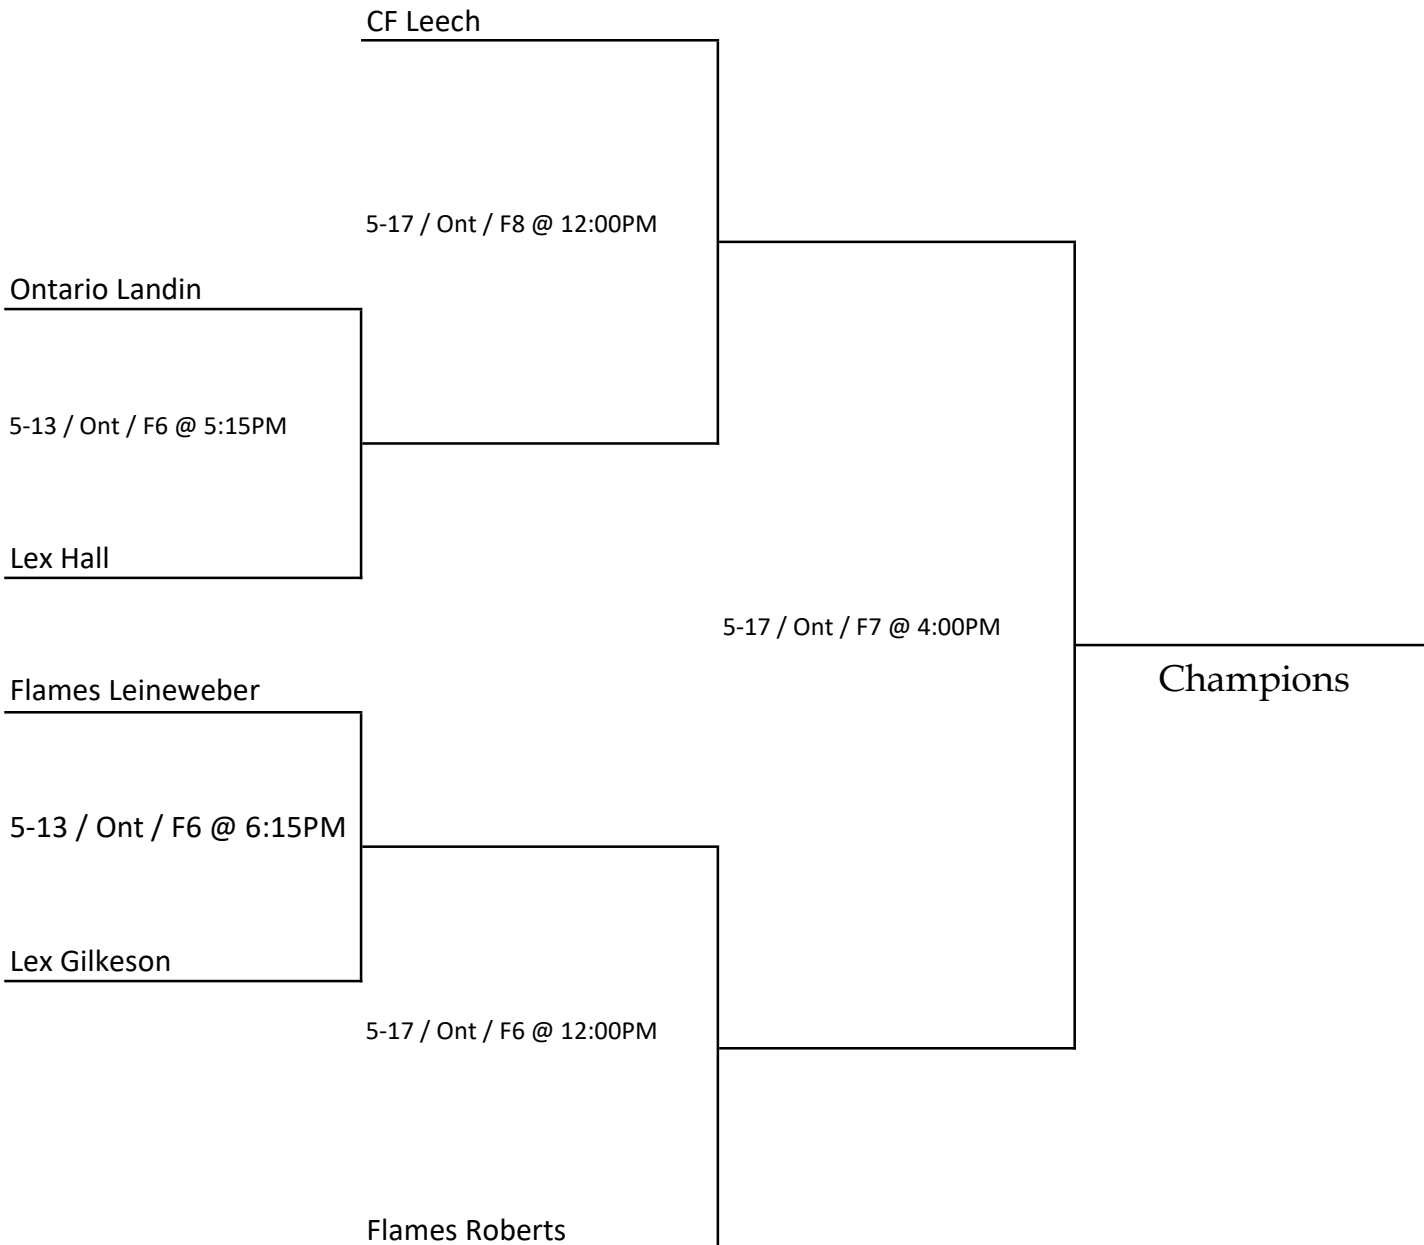 CF Leech
5-17 / Ont / F8 @ 12:00PM
Ontario Landin
5-13 / Ont / F6 @ 5:15PM
Lex Hall
5-17 / Ont / F7 @ 4:00PM
Champions
Flames Leineweber
5-13 / Ont / F6 @ 6:15PM
Lex Gilkeson
5-17 / Ont / F6 @ 12:00PM
Flames Roberts